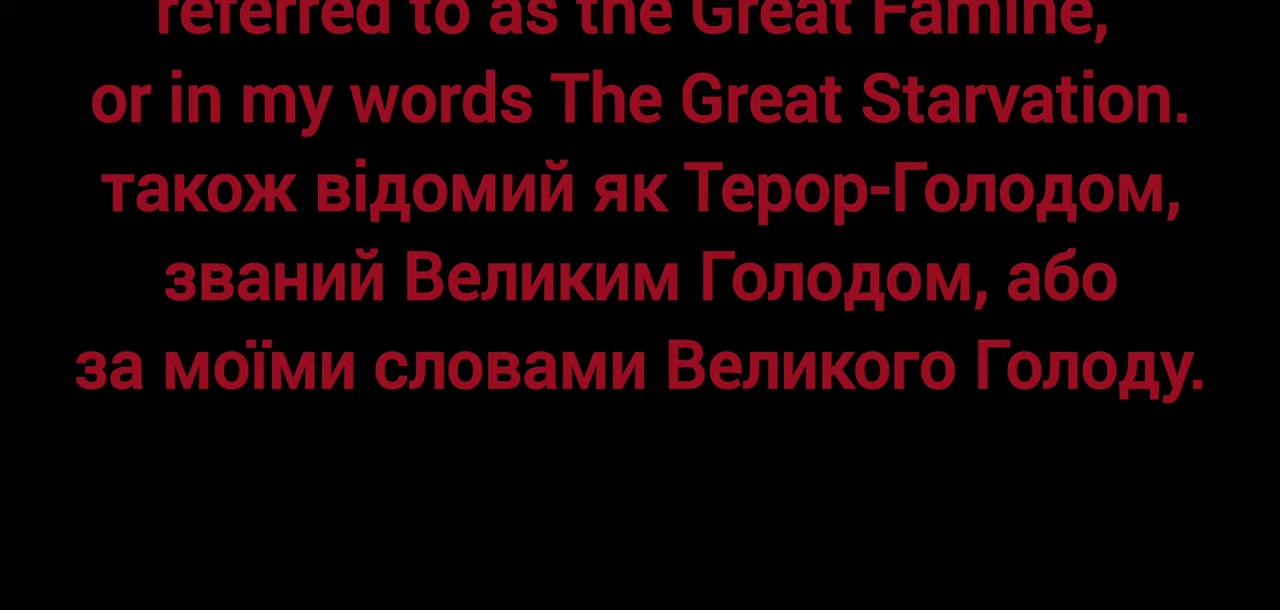 referred to as the Great Famine,
or in my words The Great Starvation.
також відомий як Терор-Голодом,
званий Великим Голодом, або
за моїми словами Великого Голоду.